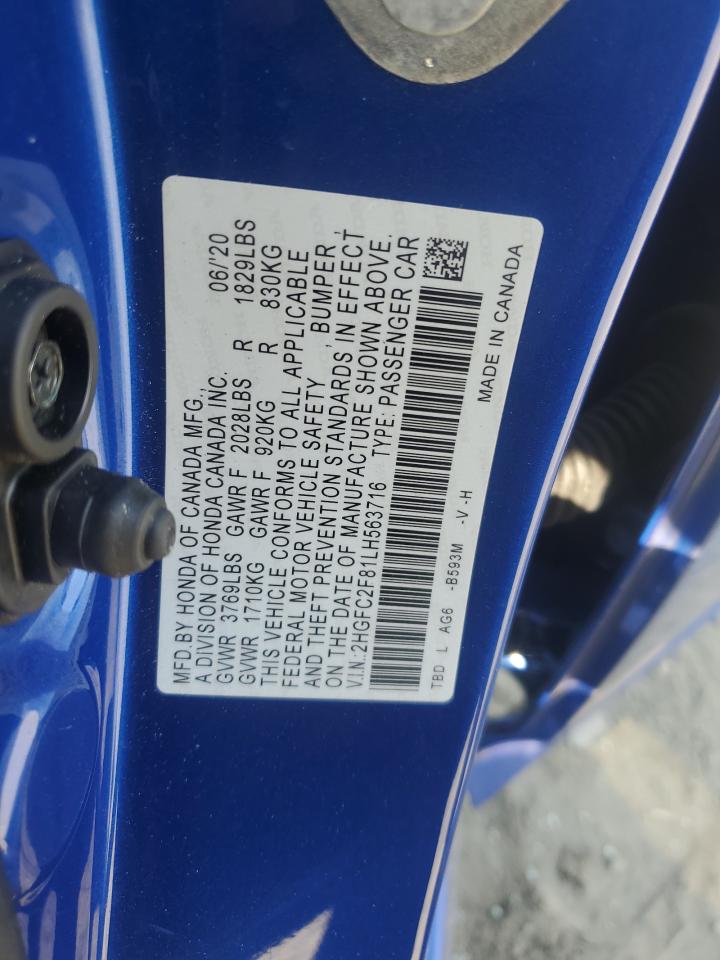 MFD.BY HONDA OF CANADA MFG., 06/'20
A DIVISION OF HONDA CANADA INC.
GVWR 3769LBS GAWR F 2028LBS R 1829LBS
GVWR 1710KG GAWR F 920KG R 830KG
THIS VEHICLE CONFORMS TO ALL APPLICABLE
FEDERAL MOTOR VEHICLE SAFETY , BUMPER ,
AND THEFT PREVENTION STANDARDS IN EFFECT
ON THE DATE OF MANUFACTURE SHOWN ABOVE.
V.I.N.:2HGFC2F81LH563716 TYPE: PASSENGER CAR
TBD L AG6 -B593M -V -H
MADE IN CANADA